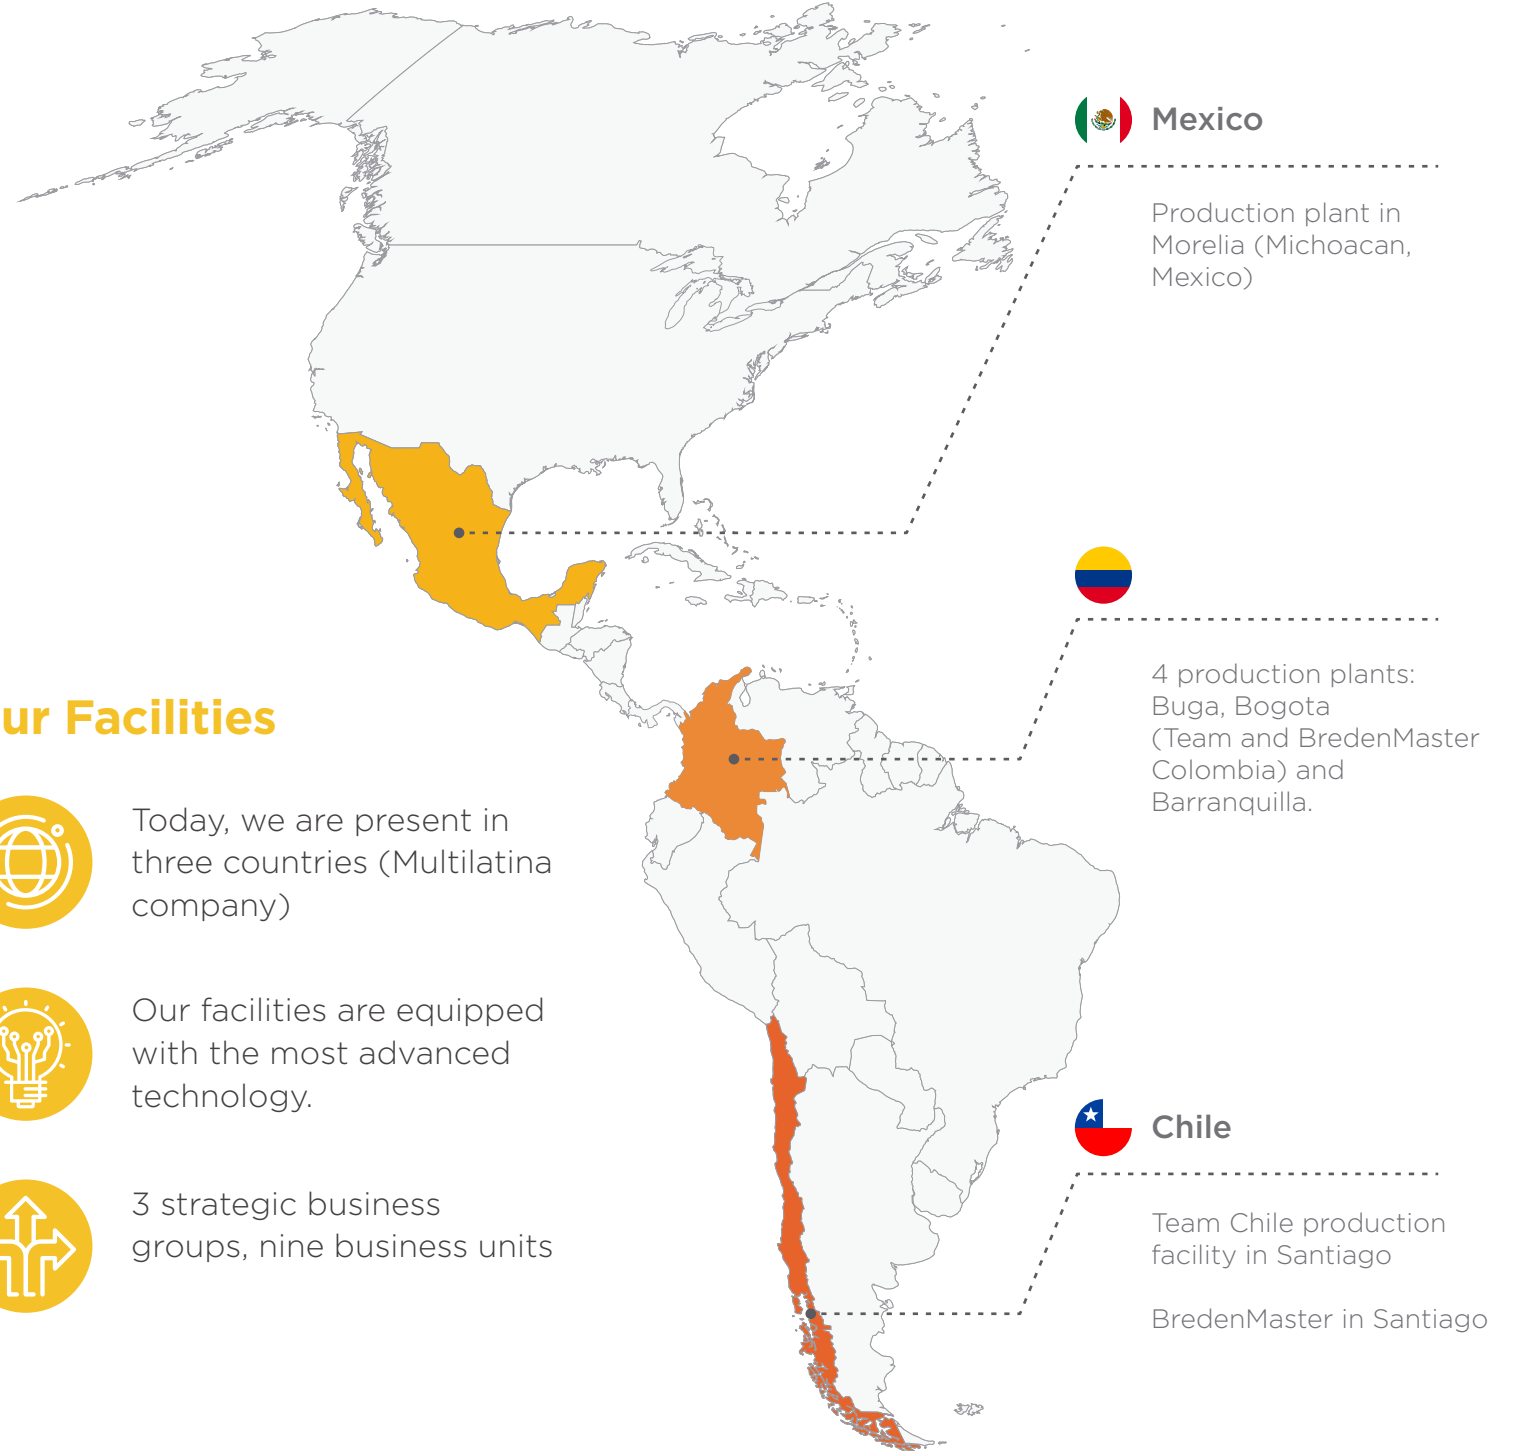 Mexico
Production plant in
Morelia (Michoacan,
Mexico)
4 production plants:
Buga, Bogota
(Team and BredenMaster
Colombia) and
Barranquilla.
ur Facilities
Today, we are present in
three countries (Multilatina
company)
Our facilities are equipped
with the most advanced
technology.
3 strategic business
groups, nine business units
Chile
Team Chile production
facility in Santiago
BredenMaster in Santiago